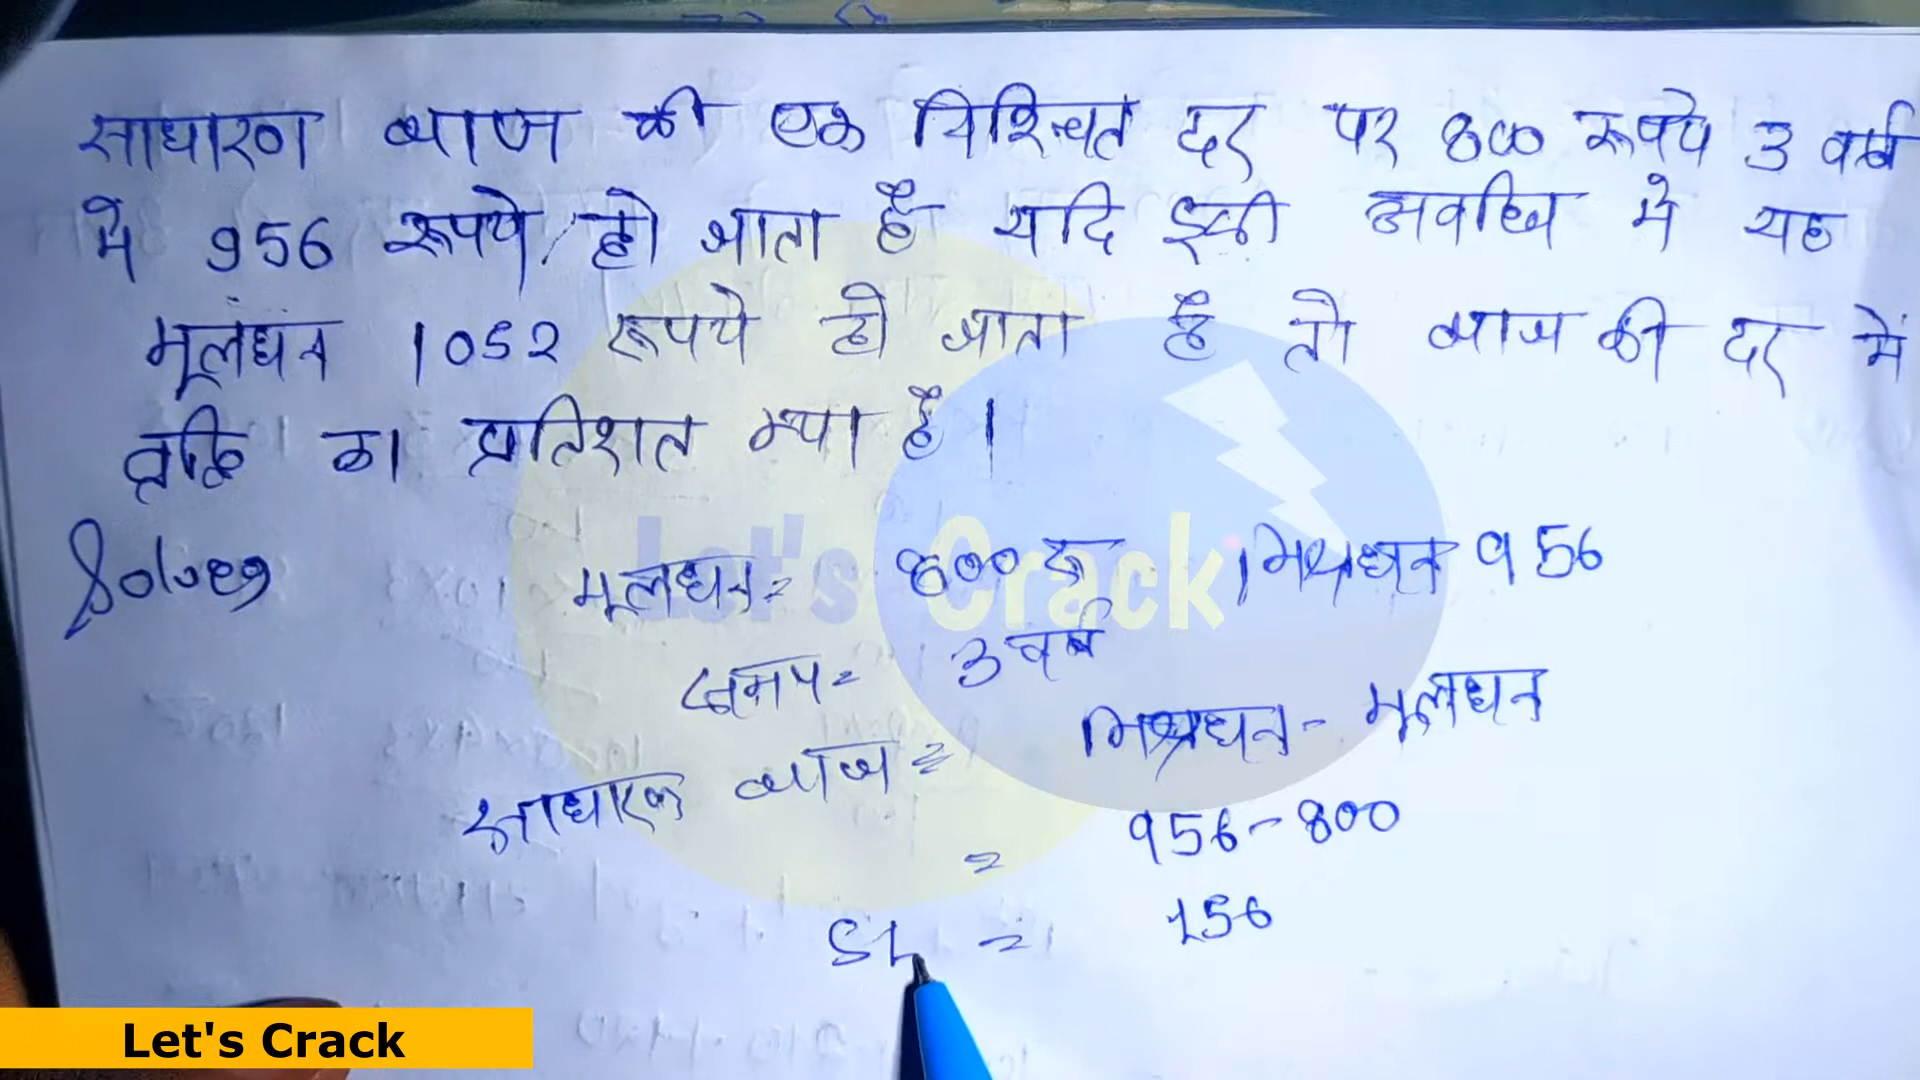 साधारण ब्याज की एक निश्चित दर पर 800 रूपये 3 वर्ष
मे 956 रूपये हो जाता है यदि इसी अवधि मे यह
मूलधन 1052 रूपये हो जाता है तो ब्याज की दर में
वृद्धि का प्रतिशत क्या है।
मूलधन = 800 रू मिश्रधन 956
समय = 3 वर्ष
साधारण ब्याज = मिश्रधन - मूलधन
= 956 - 800
SI = 156
Let's Crack
Let's Crack